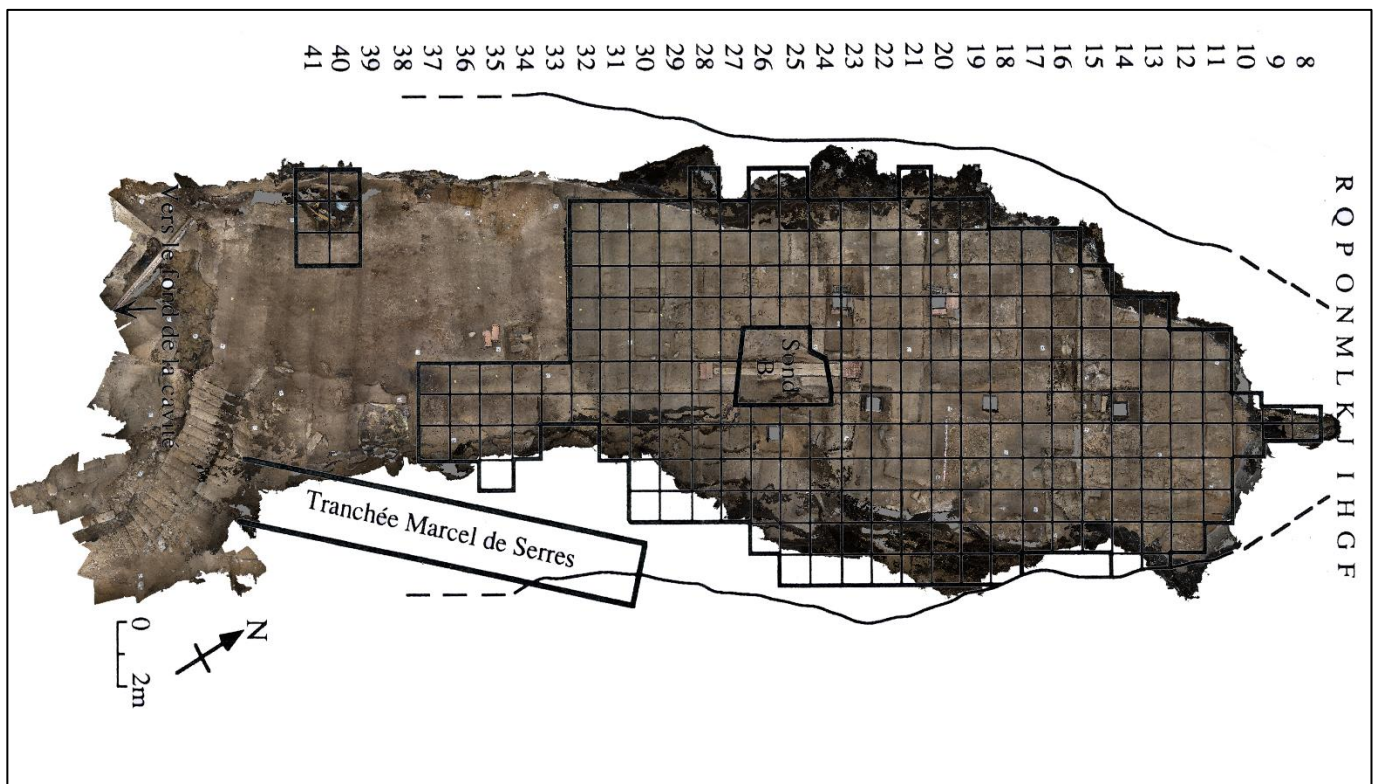 41 40 39 38 37 36 35 34 33 32 31 30 29 28 27 26 25 24 23 22 21 20 19 18 17 16 15 14 13 12 11 10 9 8
R Q P O N M L K J I H G F
Vers le fond de la cavité
Sond
B
Tranchée Marcel de Serres
N
0 2m